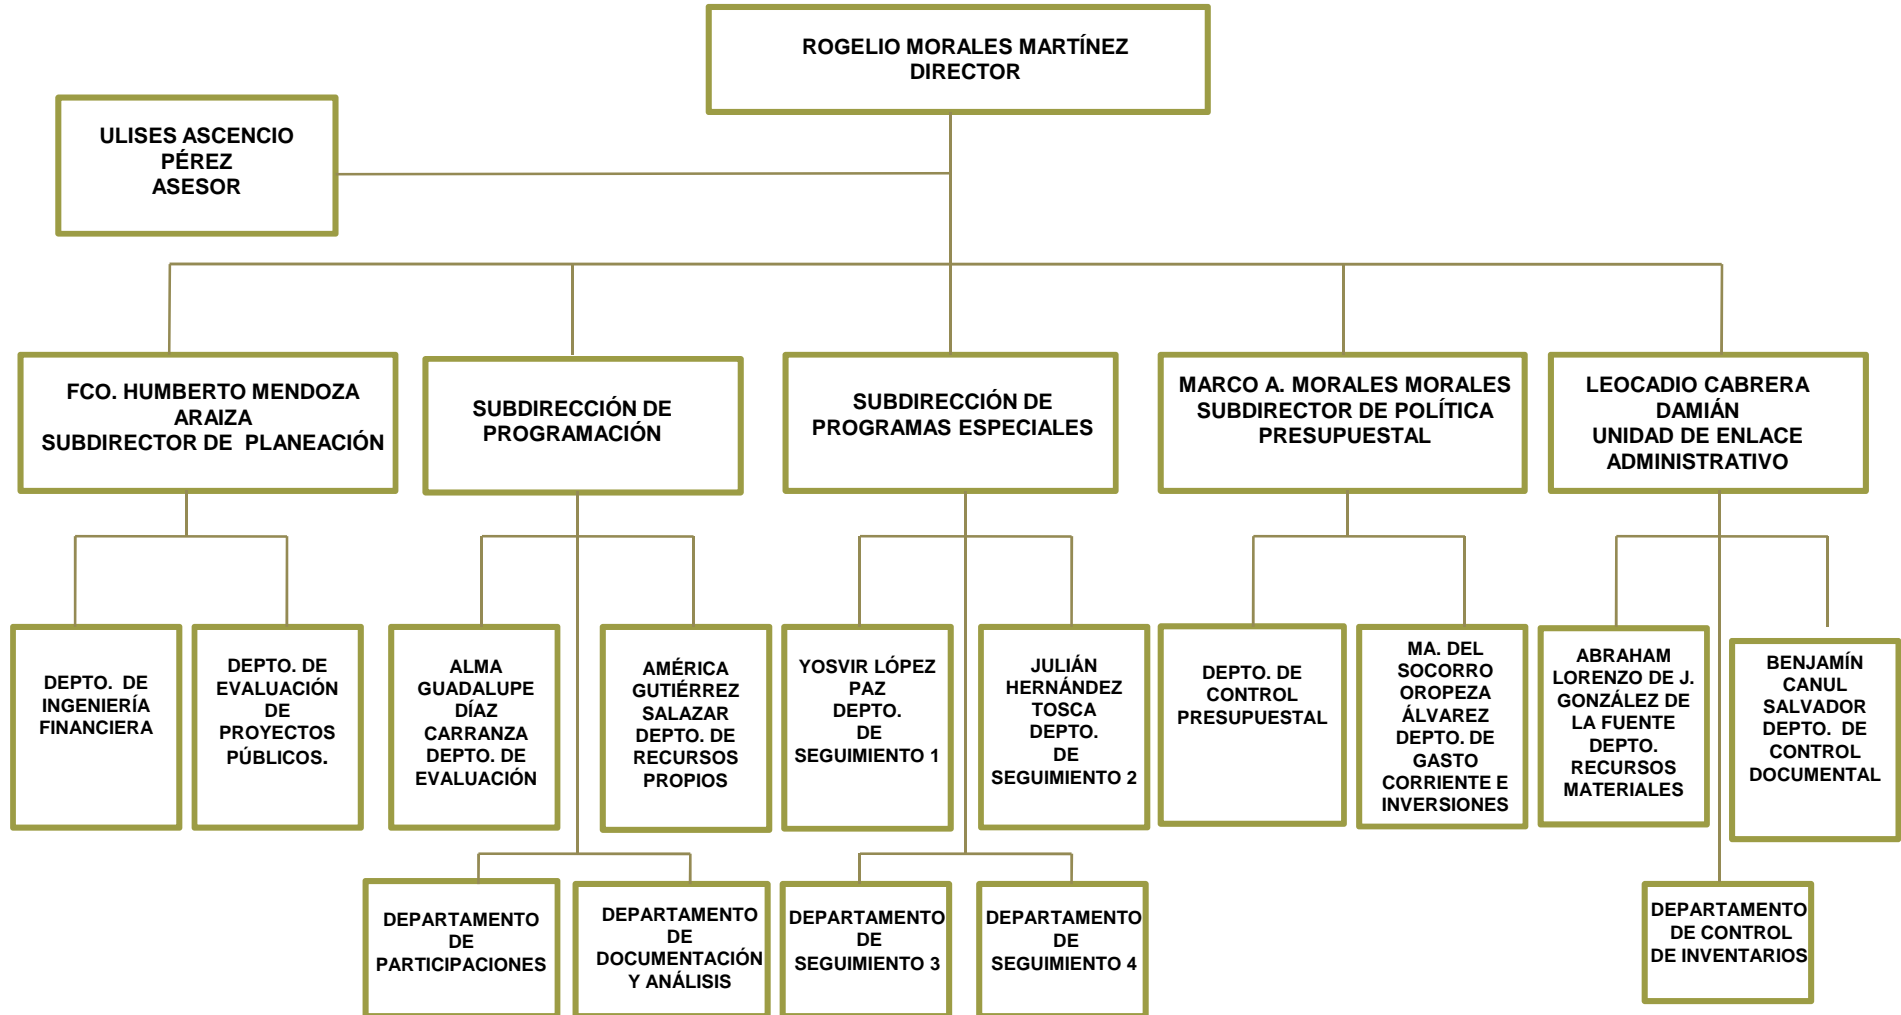 ROGELIO MORALES MARTÍNEZ
DIRECTOR
ULISES ASCENCIO
PÉREZ
ASESOR
FCO. HUMBERTO MENDOZA
ARAIZA
SUBDIRECTOR DE PLANEACIÓN
SUBDIRECCIÓN DE
PROGRAMACIÓN
SUBDIRECCIÓN DE
PROGRAMAS ESPECIALES
MARCO A. MORALES MORALES
SUBDIRECTOR DE POLÍTICA
PRESUPUESTAL
LEOCADIO CABRERA
DAMIÁN
UNIDAD DE ENLACE
ADMINISTRATIVO
DEPTO. DE
INGENIERÍA
FINANCIERA
DEPTO. DE
EVALUACIÓN
DE
PROYECTOS
PÚBLICOS.
ALMA
GUADALUPE
DÍAZ
CARRANZA
DEPTO. DE
EVALUACIÓN
AMÉRICA
GUTIÉRREZ
SALAZAR
DEPTO. DE
RECURSOS
PROPIOS
YOSVIR LÓPEZ
PAZ
DEPTO.
DE
SEGUIMIENTO 1
JULIÁN
HERNÁNDEZ
TOSCA
DEPTO.
DE
SEGUIMIENTO 2
DEPTO. DE
CONTROL
PRESUPUESTAL
MA. DEL
SOCORRO
OROPEZA
ÁLVAREZ
DEPTO. DE
GASTO
CORRIENTE E
INVERSIONES
ABRAHAM
LORENZO DE J.
GONZÁLEZ DE
LA FUENTE
DEPTO.
RECURSOS
MATERIALES
BENJAMÍN
CANUL
SALVADOR
DEPTO. DE
CONTROL
DOCUMENTAL
DEPARTAMENTO
DE
PARTICIPACIONES
DEPARTAMENTO
DE
DOCUMENTACIÓN
Y ANÁLISIS
DEPARTAMENTO
DE
SEGUIMIENTO 3
DEPARTAMENTO
DE
SEGUIMIENTO 4
DEPARTAMENTO
DE CONTROL
DE INVENTARIOS